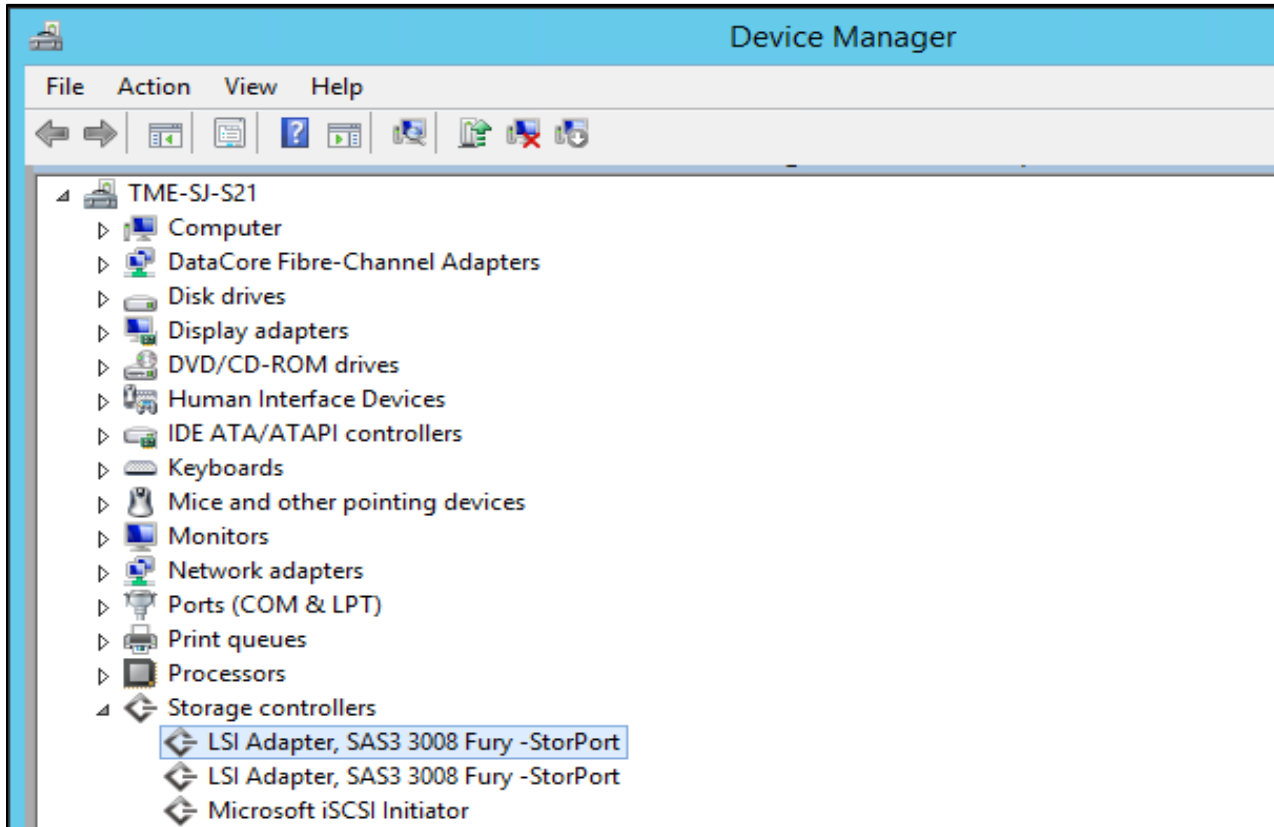 Device Manager
File Action View Help
TME-SJ-S21
Computer
DataCore Fibre-Channel Adapters
Disk drives
Display adapters
DVD/CD-ROM drives
Human Interface Devices
IDE ATA/ATAPI controllers
Keyboards
Mice and other pointing devices
Monitors
Network adapters
Ports (COM & LPT)
Print queues
Processors
Storage controllers
LSI Adapter, SAS3 3008 Fury -StorPort
LSI Adapter, SAS3 3008 Fury -StorPort
Microsoft iSCSI Initiator